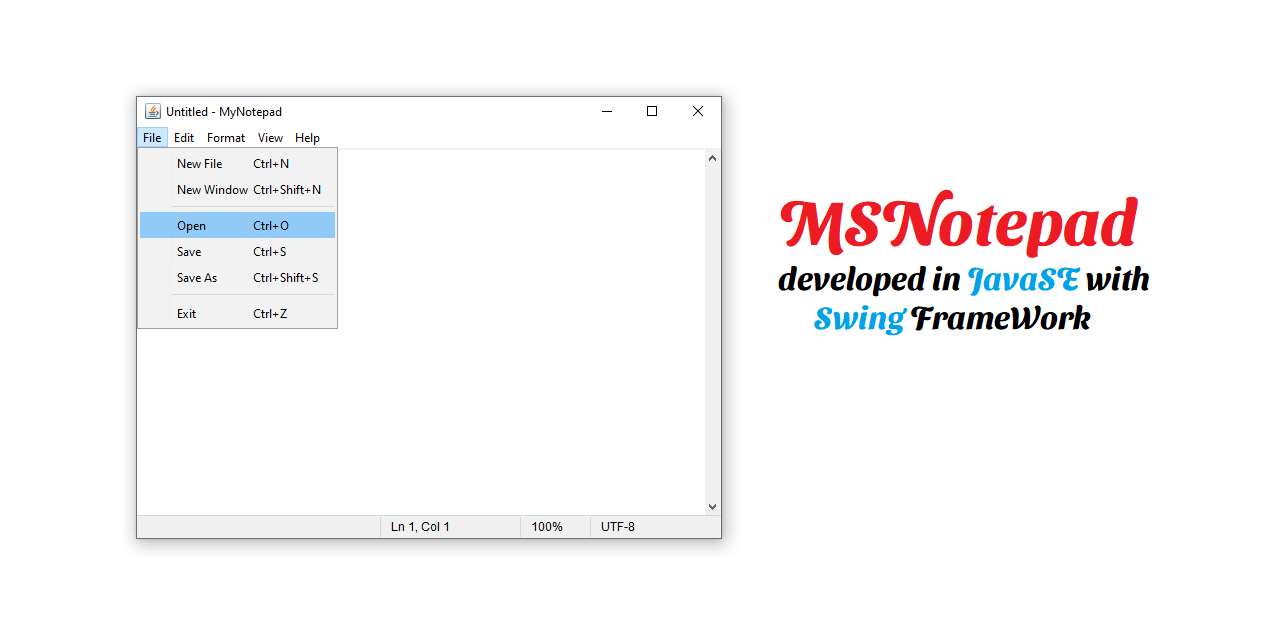 Untitled - MyNotepad
File Edit Format View Help
New File Ctrl+N
New Window Ctrl+Shift+N
Open Ctrl+O
Save Ctrl+S
Save As Ctrl+Shift+S
Exit Ctrl+Z
Ln 1, Col 1 100% UTF-8
MSNotepad
developed in JavaSE with
Swing FrameWork